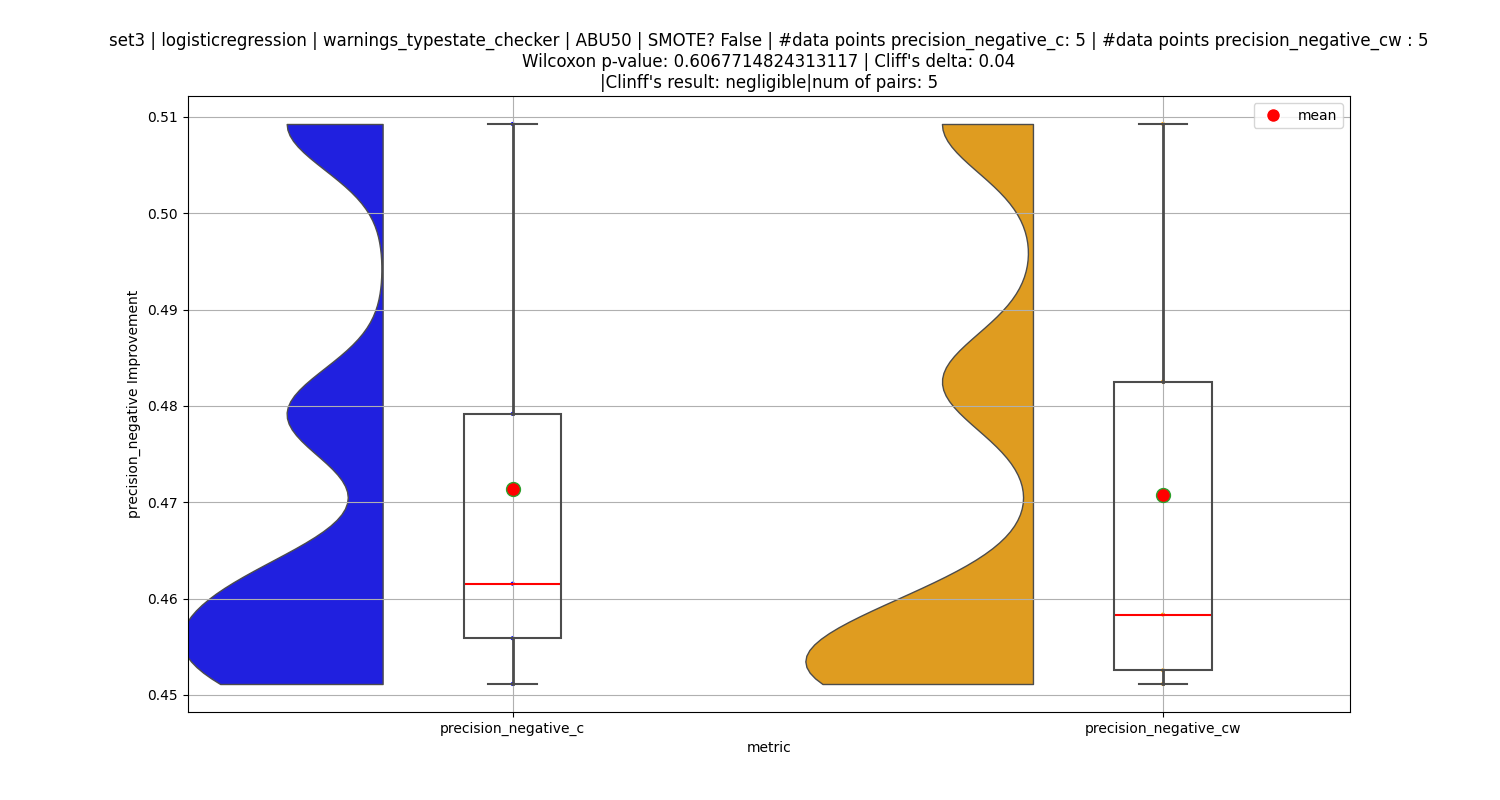 set3 | logisticregression | warnings_typestate_checker | ABU50 | SMOTE? False | #data points precision_negative_c: 5 | #data points precision_negative_cw : 5
Wilcoxon p-value: 0.6067714824313117 | Cliff's delta: 0.04
|Clinff's result: negligible|num of pairs: 5
mean
0.51
0.50
0.49
0.48
0.47
0.46
0.45
precision_negative Improvement
precision_negative_c
precision_negative_cw
metric